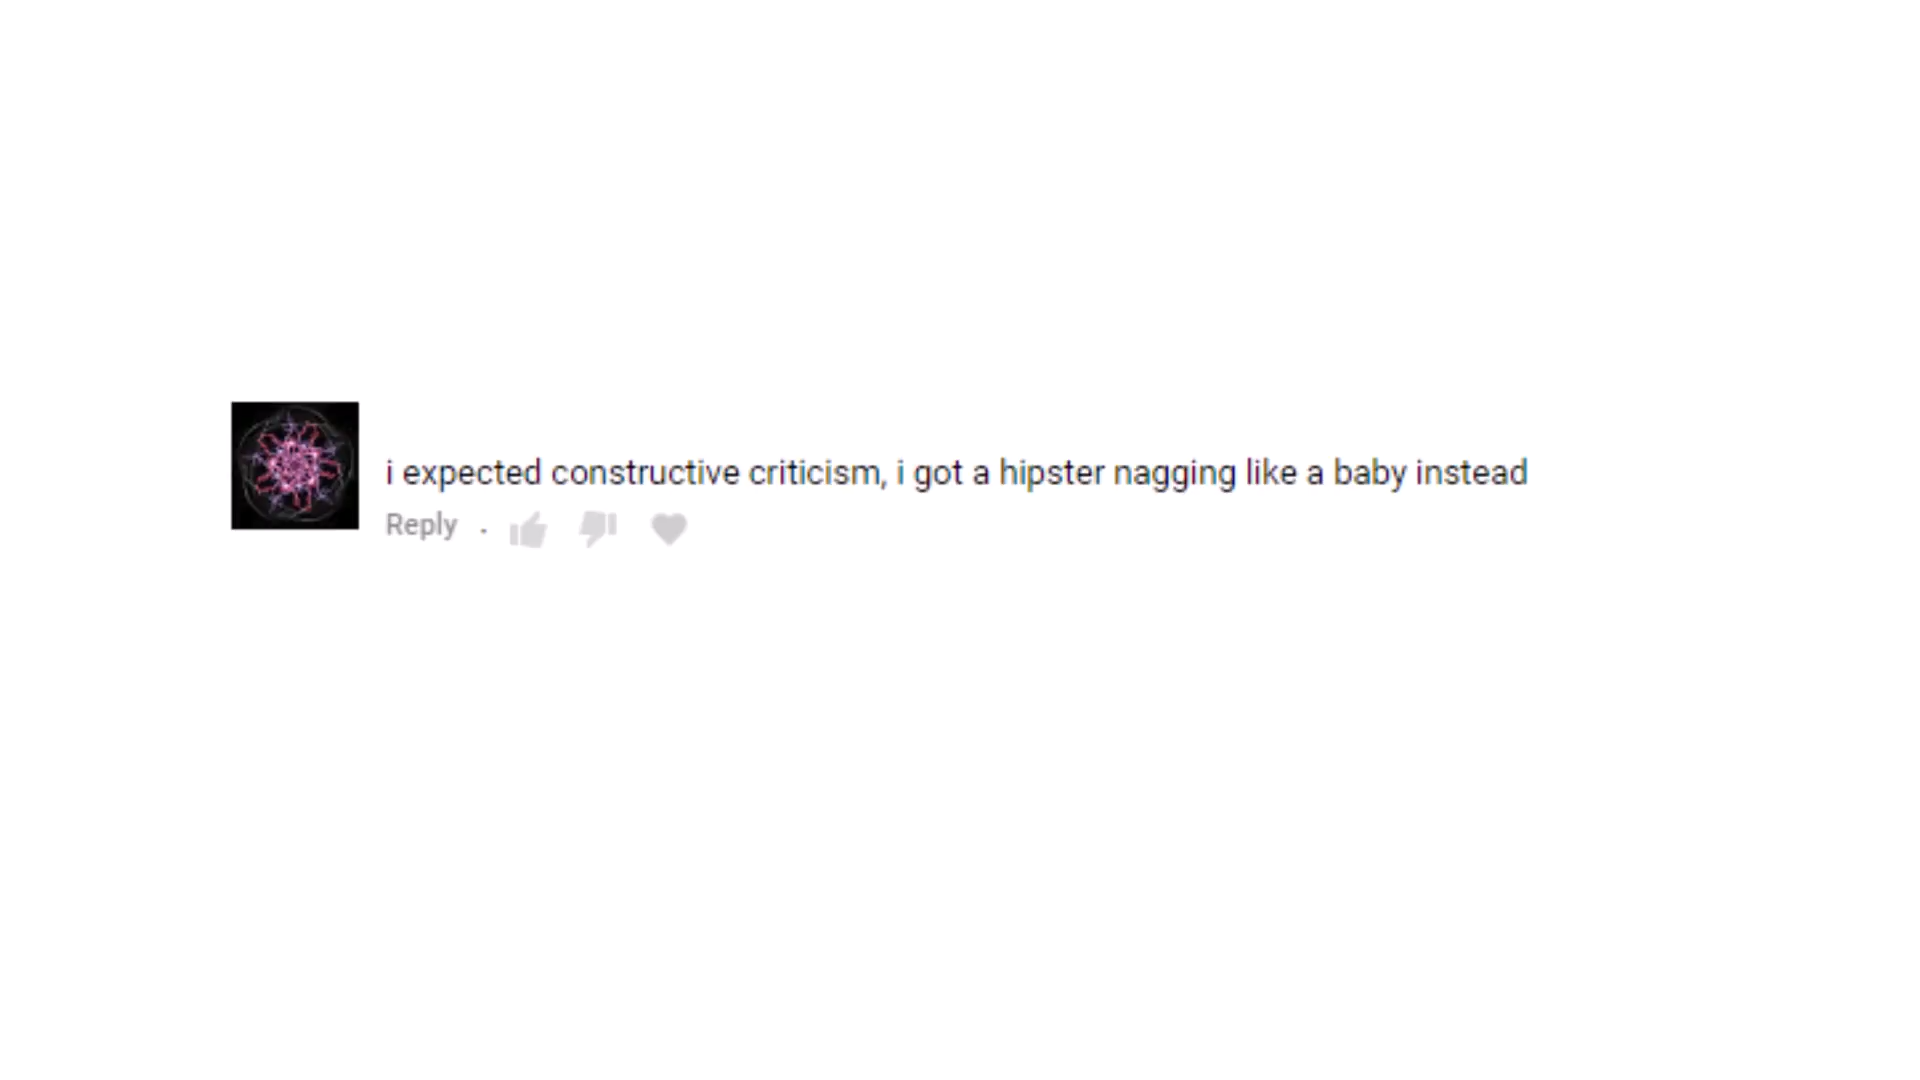 i expected constructive criticism, i got a hipster nagging like a baby instead
Reply .